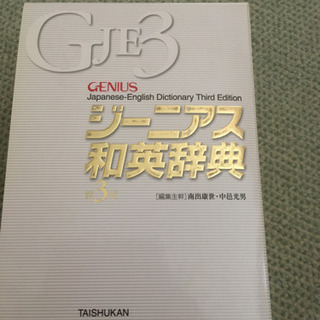 GJE3
GENIUS
Japanese-English Dictionary Third Edition
ジーニアス
和英辞典
第3版
[編集主幹] 南出康世・中邑光男
TAISHUKAN